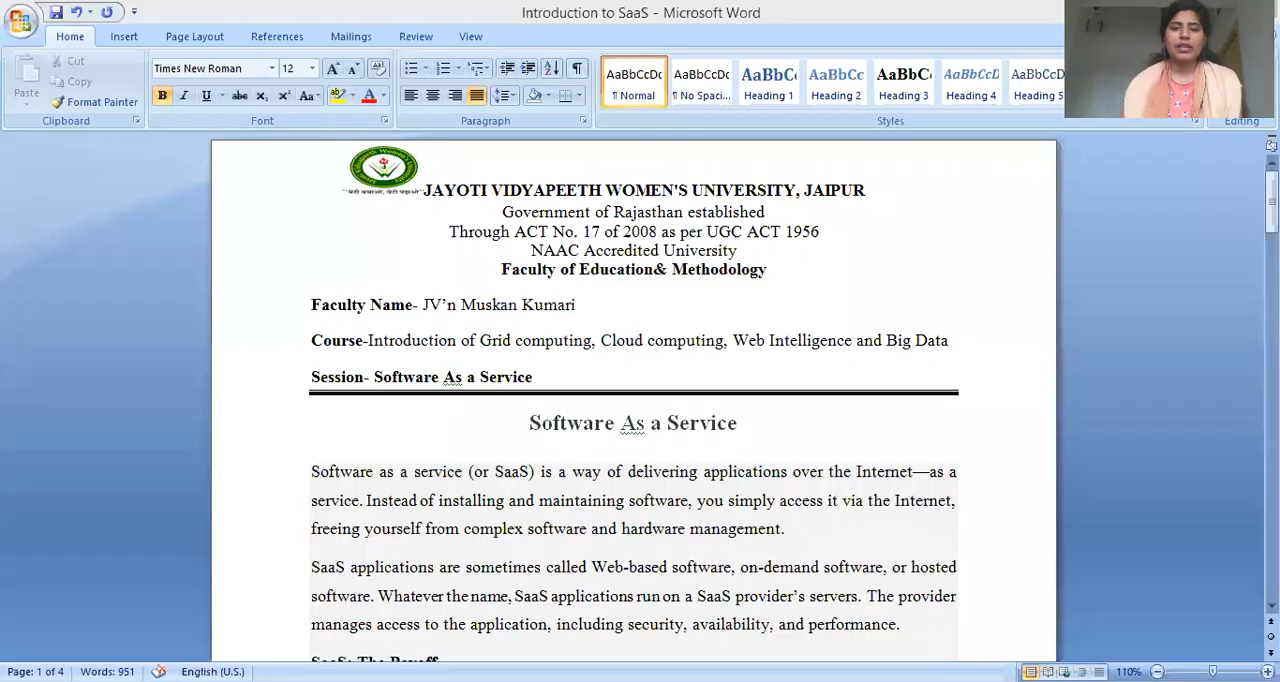 Introduction to SaaS - Microsoft Word
Home Insert Page Layout References Mailings Review View
Paste
Cut
Copy
Format Painter
Clipboard
Times New Roman 12
B I U abc X₂ X² Aa
Font
Paragraph
AaBbCcDc AaBbCcDc AaBbC AaBbCc AaBbC AaBbCcD AaBbCcDc
¶ Normal ¶ No Spaci... Heading 1 Heading 2 Heading 3 Heading 4 Heading 5
Styles
Editing
JAYOTI VIDYAPEETH WOMEN'S UNIVERSITY, JAIPUR
Government of Rajasthan established
Through ACT No. 17 of 2008 as per UGC ACT 1956
NAAC Accredited University
Faculty of Education& Methodology
Faculty Name- JV’n Muskan Kumari
Course-Introduction of Grid computing, Cloud computing, Web Intelligence and Big Data
Session- Software As a Service
Software As a Service
Software as a service (or SaaS) is a way of delivering applications over the Internet—as a
service. Instead of installing and maintaining software, you simply access it via the Internet,
freeing yourself from complex software and hardware management.
SaaS applications are sometimes called Web-based software, on-demand software, or hosted
software. Whatever the name, SaaS applications run on a SaaS provider’s servers. The provider
manages access to the application, including security, availability, and performance.
SaaS: The Payoff
Page: 1 of 4 Words: 951 English (U.S.) 110%